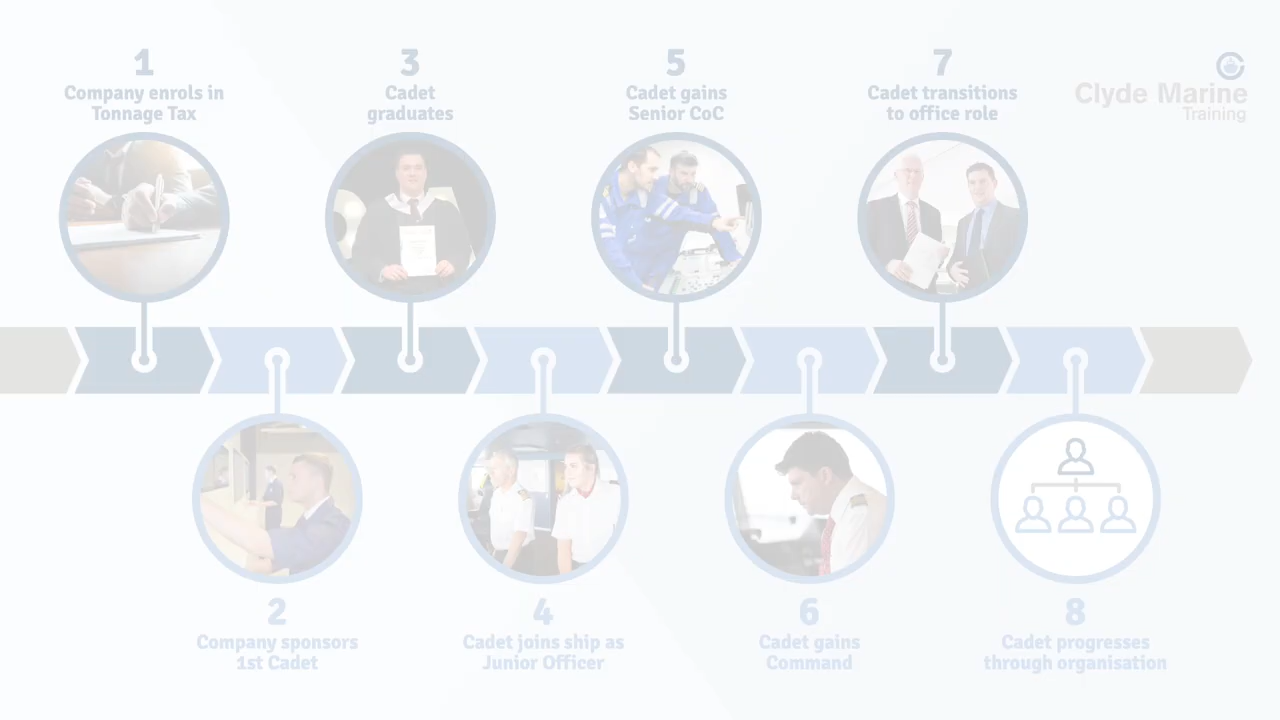 1
Company enrols in
Tonnage Tax
3
Cadet
graduates
5
Cadet gains
Senior CoC
7
Cadet transitions
to office role
Clyde Marine
Training
2
Company sponsors
1st Cadet
4
Cadet joins ship as
Junior Officer
6
Cadet gains
Command
8
Cadet progresses
through organisation